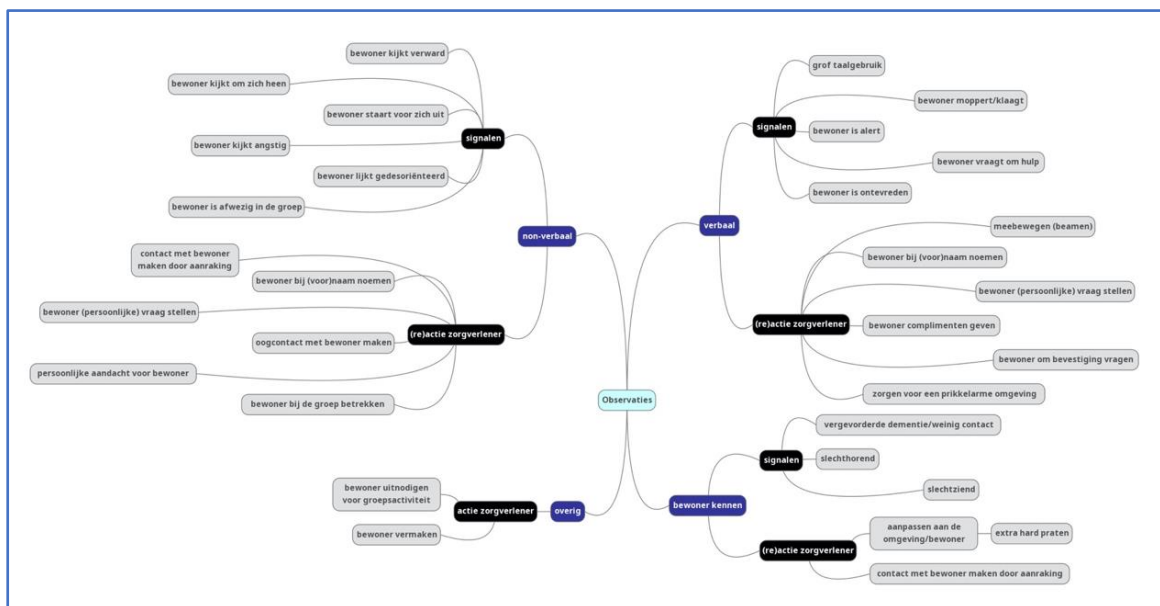 Observaties
non-verbaal
signalen
bewoner kijkt verward
bewoner kijkt om zich heen
bewoner staart voor zich uit
bewoner kijkt angstig
bewoner lijkt gedesoriënteerd
bewoner is afwezig in de groep
(re)actie zorgverlener
contact met bewoner
maken door aanraking
bewoner bij (voor)naam noemen
bewoner (persoonlijke) vraag stellen
oogcontact met bewoner maken
persoonlijke aandacht voor bewoner
bewoner bij de groep betrekken
overig
actie zorgverlener
bewoner uitnodigen
voor groepsactiviteit
bewoner vermaken
verbaal
signalen
grof taalgebruik
bewoner moppert/klaagt
bewoner is alert
bewoner vraagt om hulp
bewoner is ontevreden
(re)actie zorgverlener
meebewegen (beamen)
bewoner bij (voor)naam noemen
bewoner (persoonlijke) vraag stellen
bewoner complimenten geven
bewoner om bevestiging vragen
zorgen voor een prikkelarme omgeving
bewoner kennen
signalen
vergevorderde dementie/weinig contact
slechthorend
slechtziend
(re)actie zorgverlener
aanpassen aan de
omgeving/bewoner
extra hard praten
contact met bewoner maken door aanraking